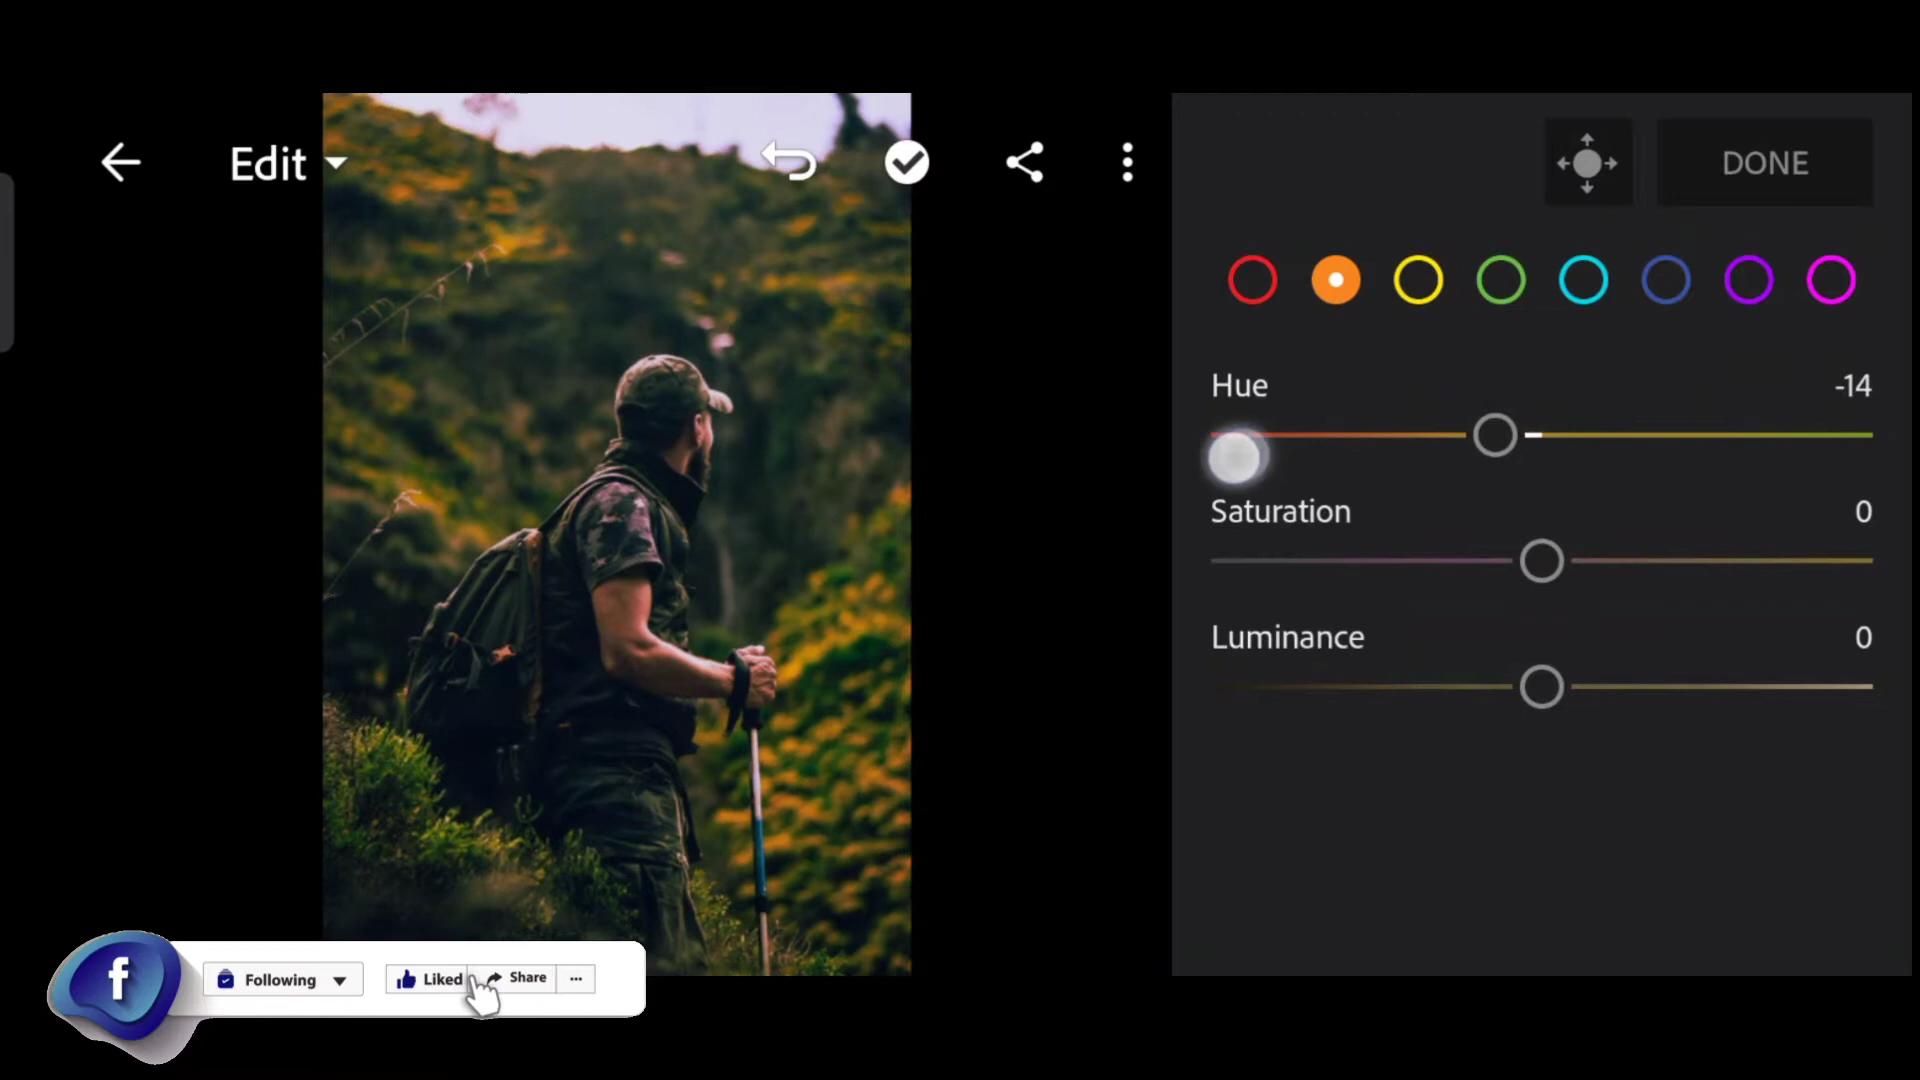 Edit
DONE
Hue -14
Saturation 0
Luminance 0
f Following Liked Share